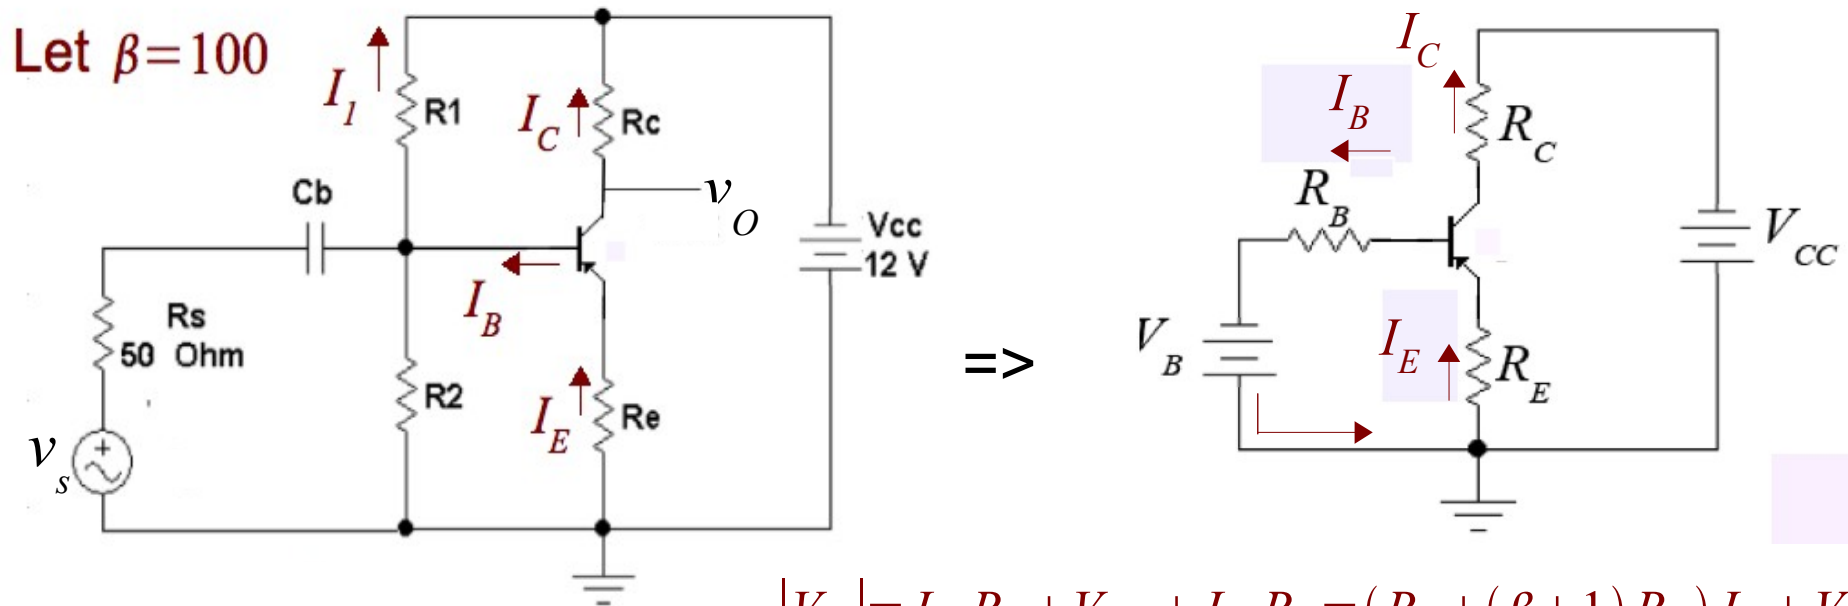 Let β=100
I1
R1
IC
Rc
Cb
vO
Vcc
12 V
IB
Rs
50 Ohm
R2
vs
IE
Re
=>
IC
IB
RC
RB
VCC
VB
IE
RE